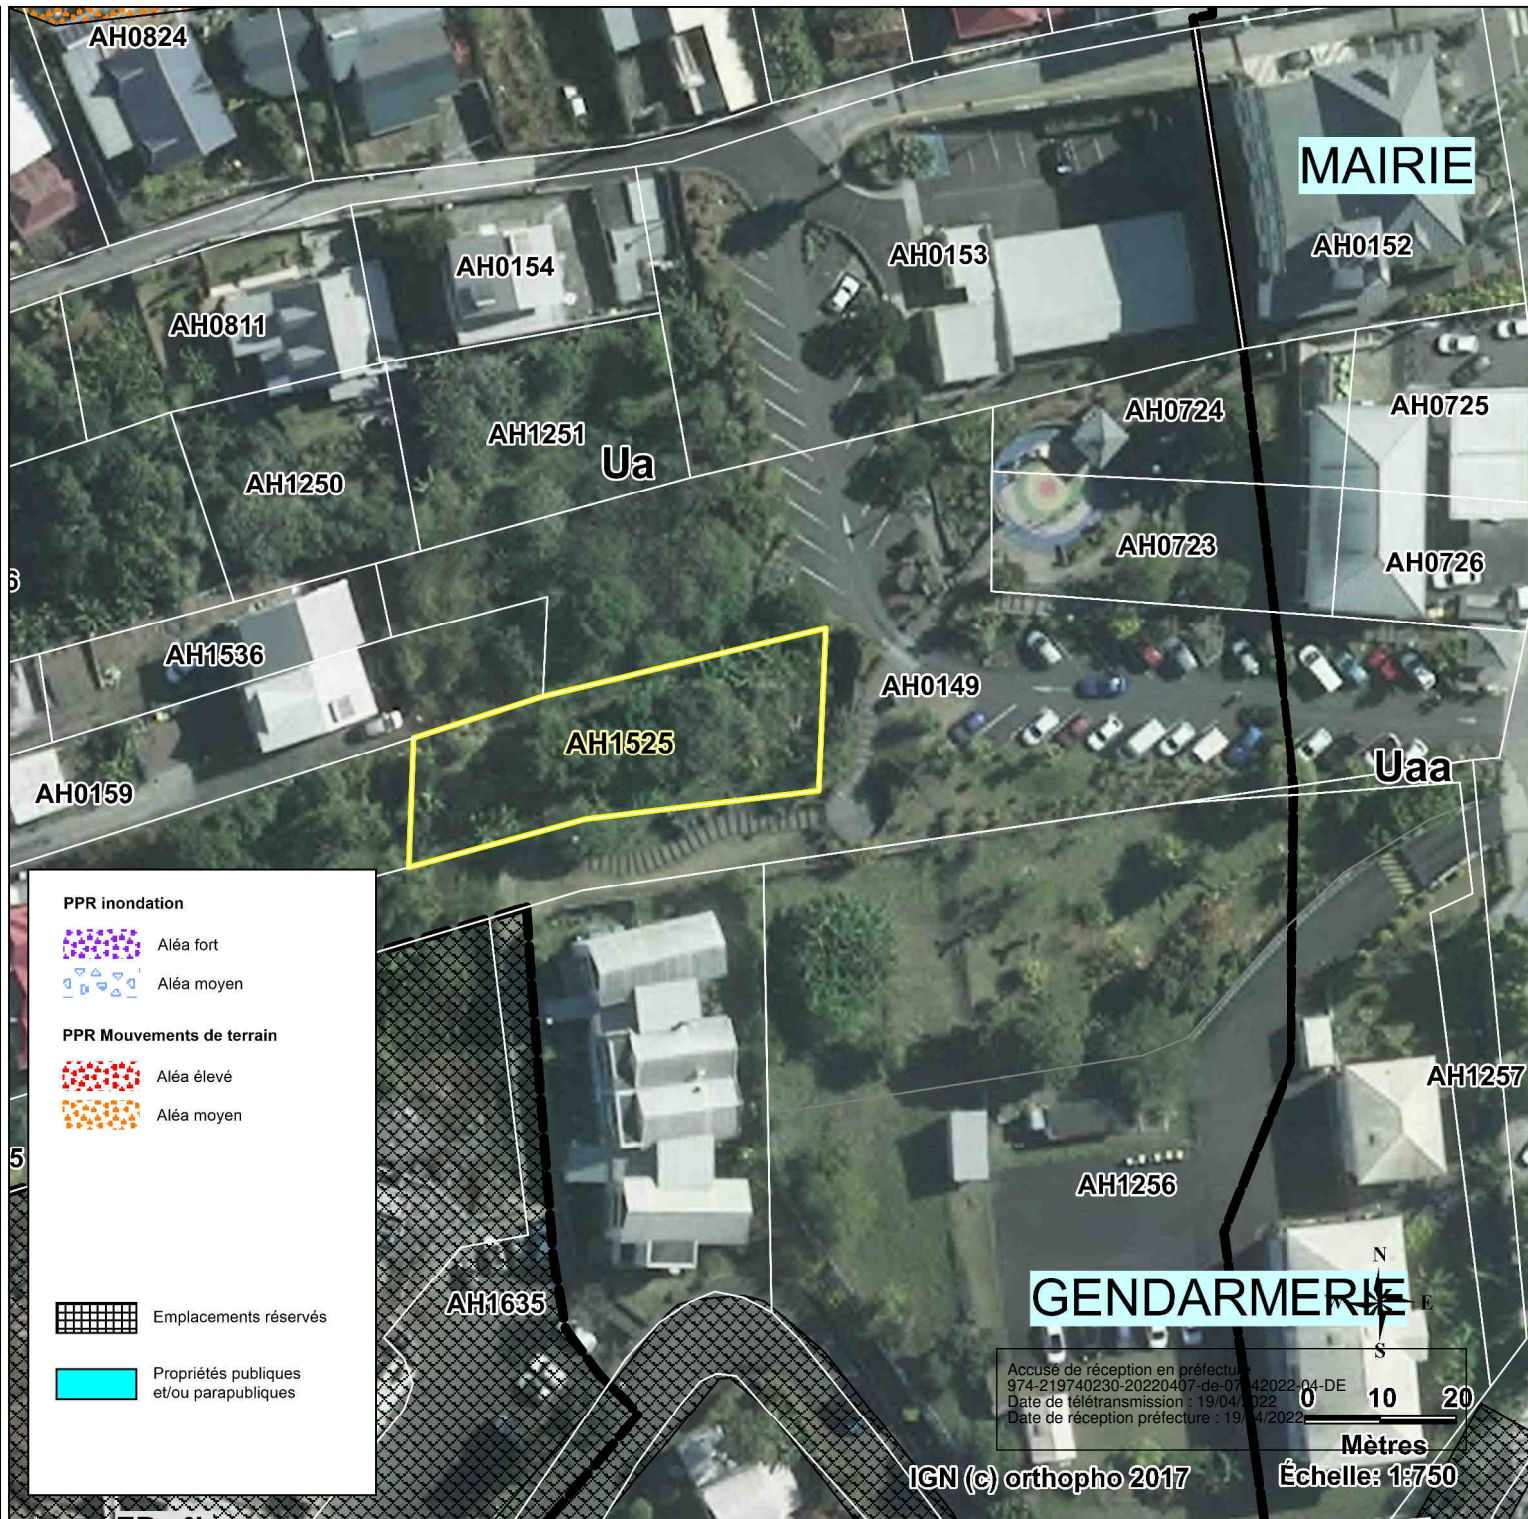 AH0824
MAIRIE
AH0152
AH0153
AH0154
AH0811
AH0724
AH0725
AH1251
Ua
AH1250
AH0723
AH0726
6
AH1536
AH0149
AH1525
Uaa
AH0159
PPR inondation
Aléa fort
Aléa moyen
PPR Mouvements de terrain
Aléa élevé
Aléa moyen
Emplacements réservés
Propriétés publiques
et/ou parapubliques
5
AH1257
AH1256
AH1635
GENDARMERIE
N
W E
S
Accusé de réception en préfecture
Date de télétransmission : 19/04/2022
Date de réception préfecture : 19/04/2022
0 10 20
Mètres
Échelle: 1:750
IGN (c) orthopho 2017